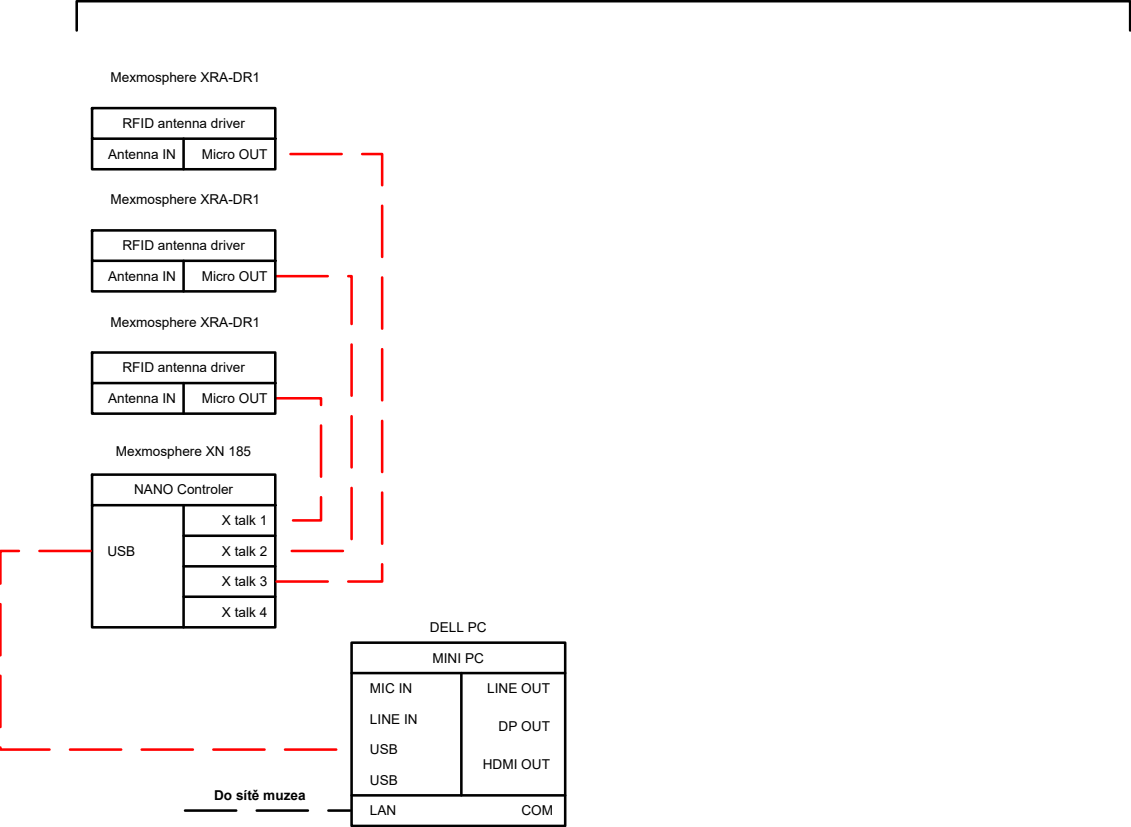 Mexmosphere XRA-DR1
RFID antenna driver
Antenna IN Micro OUT
Mexmosphere XRA-DR1
RFID antenna driver
Antenna IN Micro OUT
Mexmosphere XRA-DR1
RFID antenna driver
Antenna IN Micro OUT
Mexmosphere XN 185
NANO Controler
X talk 1
USB X talk 2
X talk 3
X talk 4
DELL PC
MINI PC
MIC IN LINE OUT
LINE IN DP OUT
USB
HDMI OUT
USB
Do sítě muzea
LAN COM